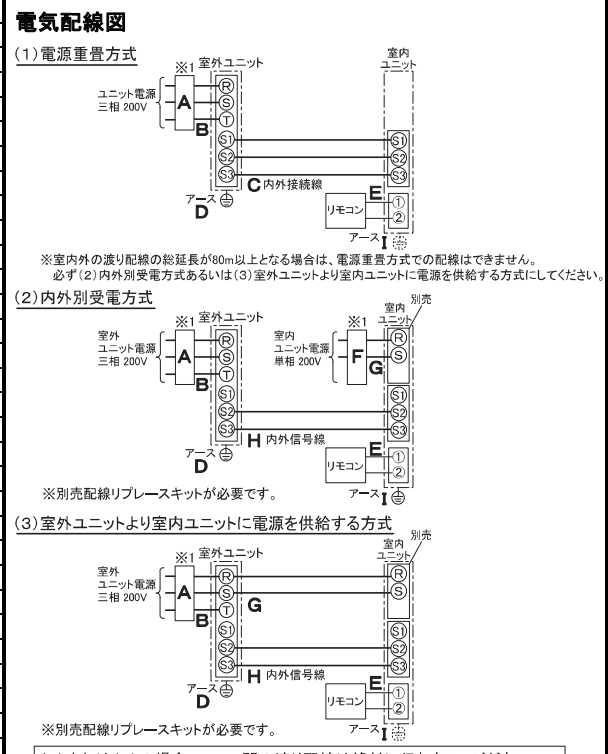 電気配線図
(1)電源重畳方式
※1 室外ユニット
室内
ユニット
ユニット電源
三相 200V
A
B
R
S
T
S1
S2
S3
S1
S2
S3
C 内外接続線
アース
D
E
リモコン
①
②
アース I
※室内外の渡り配線の総延長が80m以上となる場合は、電源重畳方式での配線はできません。
必ず(2)内外別受電方式あるいは(3)室外ユニットより室内ユニットに電源を供給する方式にしてください。
(2)内外別受電方式
※1 室外ユニット
※1
室内
ユニット
別売
室外
ユニット電源
三相 200V
A
B
R
S
T
S1
S2
S3
室内
ユニット電源
単相 200V
F
G
R
S
S1
S2
S3
H 内外信号線
アース
D
E
リモコン
①
②
アース I
※別売配線リプレースキットが必要です。
(3)室外ユニットより室内ユニットに電源を供給する方式
※1 室外ユニット
室内
ユニット
別売
室外
ユニット電源
三相 200V
A
B
R
S
T
S1
S2
S3
G
R
S
S1
S2
S3
H 内外信号線
アース
D
E
リモコン
①
②
アース I
※別売配線リプレースキットが必要です。